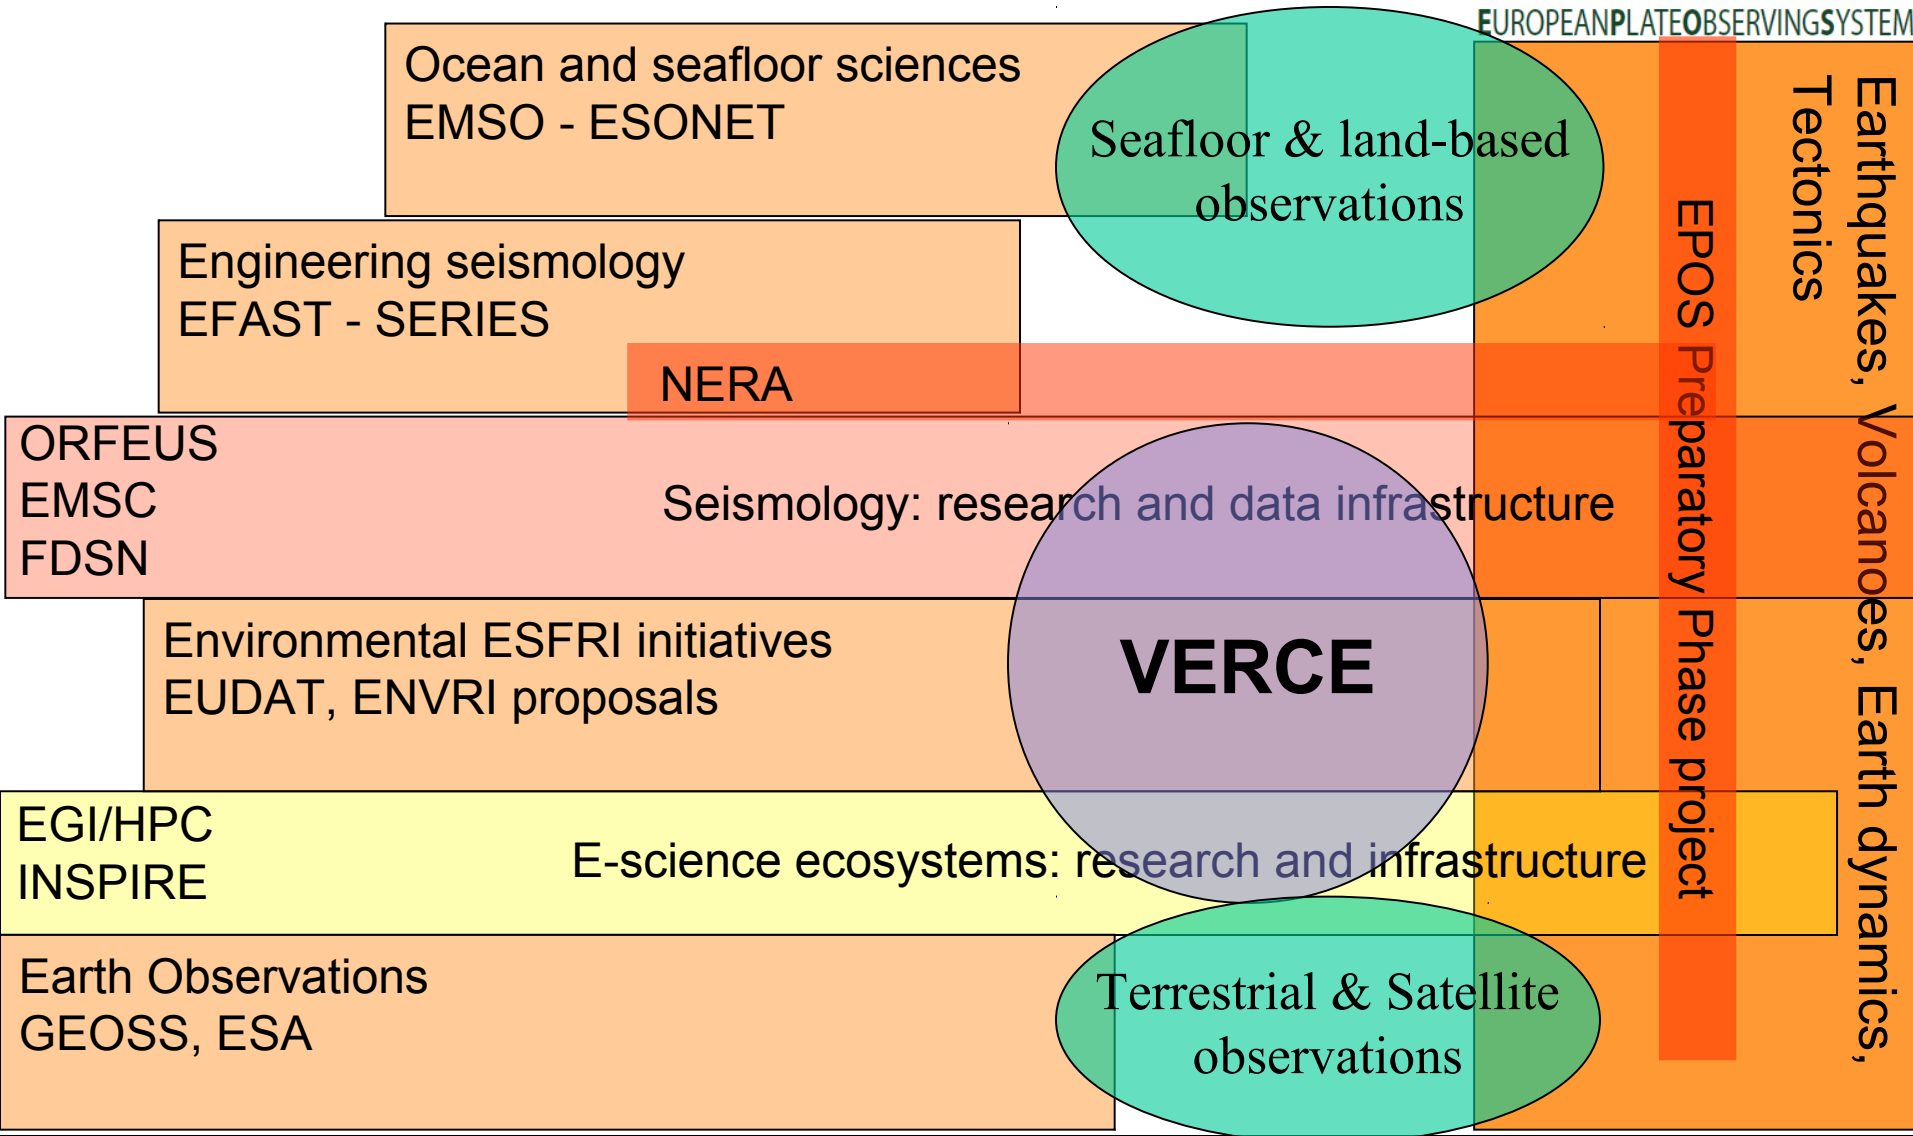 EUROPEANPLATEOBSERVINGSYSTEM
Ocean and seafloor sciences
EMSO - ESONET
Seafloor & land-based
observations
Engineering seismology
EFAST - SERIES
NERA
ORFEUS
EMSC
FDSN
Seismology: research and data infrastructure
Environmental ESFRI initiatives
EUDAT, ENVRI proposals
VERCE
EGI/HPC
INSPIRE
E-science ecosystems: research and infrastructure
Earth Observations
GEOSS, ESA
Terrestrial & Satellite
observations
EPOS Preparatory Phase project
Earthquakes, Volcanoes, Earth dynamics,
Tectonics